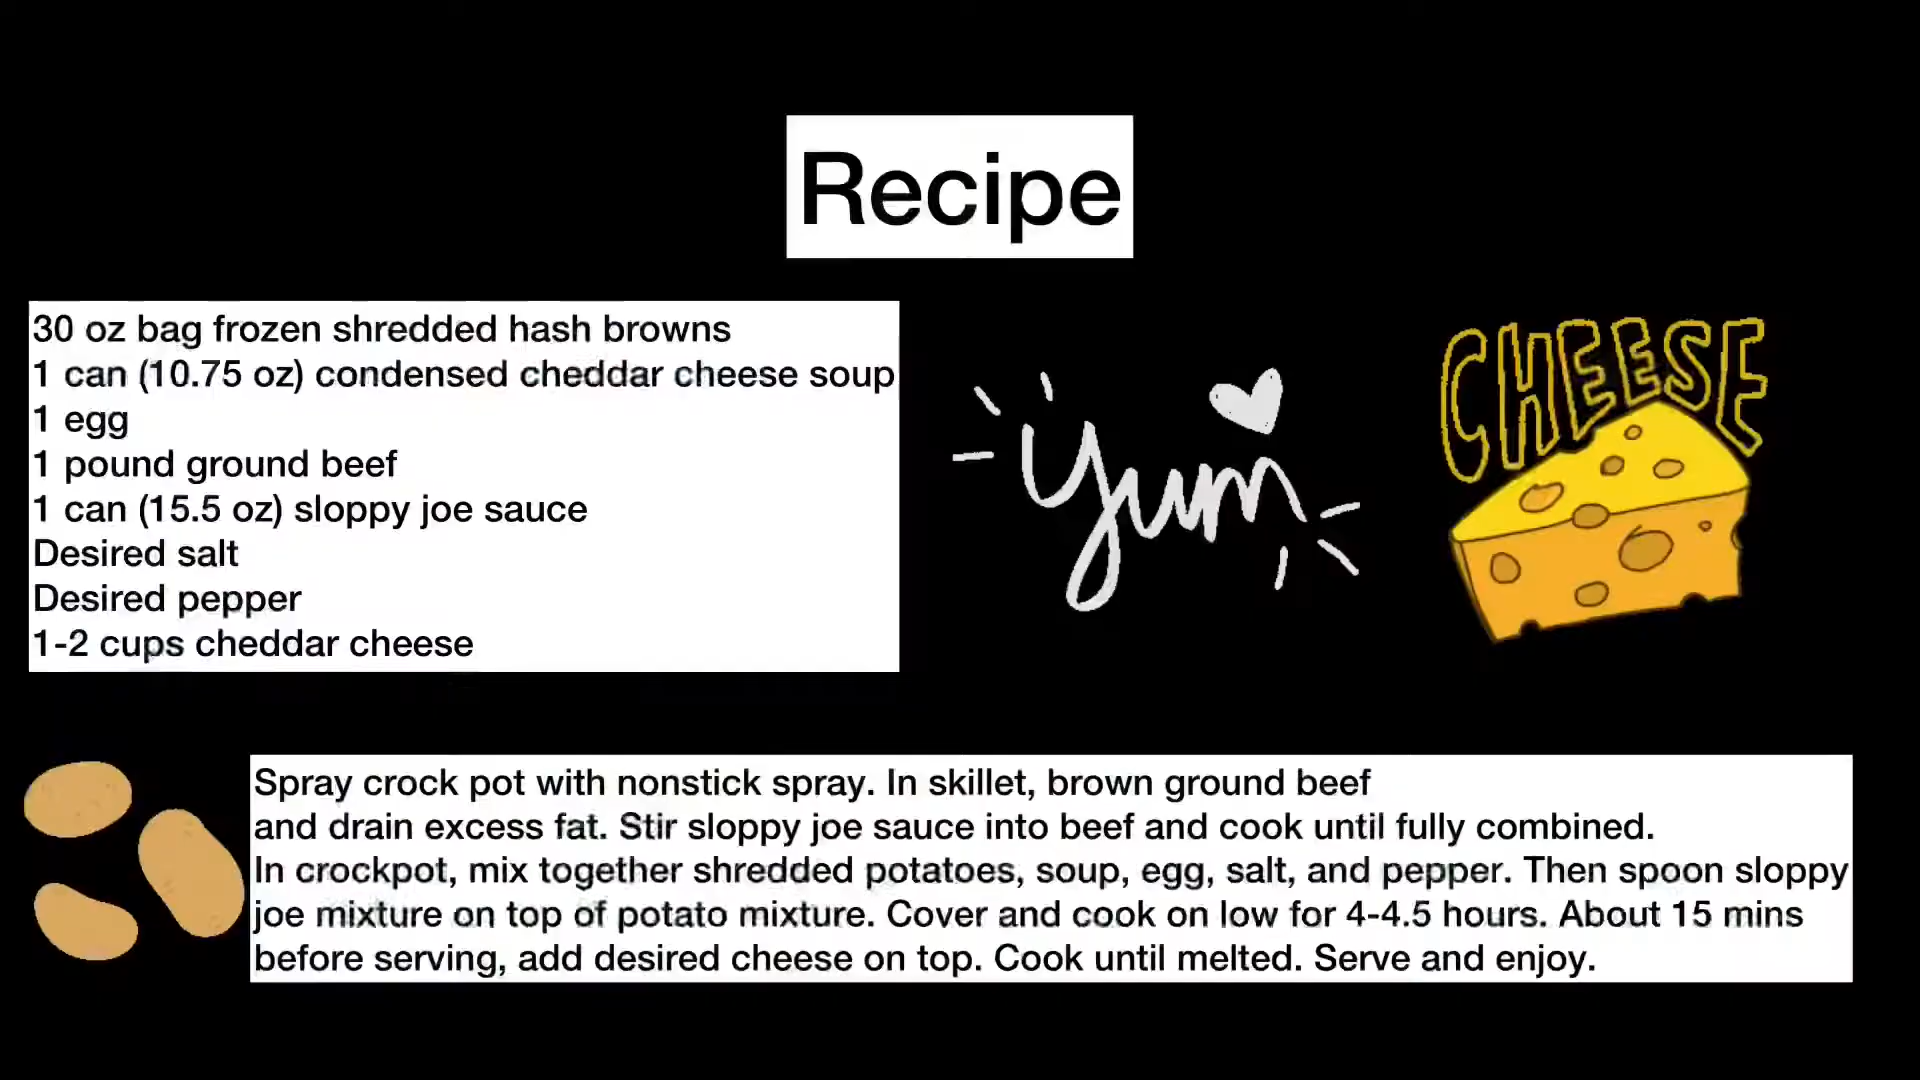 Recipe
30 oz bag frozen shredded hash browns
1 can (10.75 oz) condensed cheddar cheese soup
1 egg
1 pound ground beef
1 can (15.5 oz) sloppy joe sauce
Desired salt
Desired pepper
1-2 cups cheddar cheese
yum
CHEESE
Spray crock pot with nonstick spray. In skillet, brown ground beef
and drain excess fat. Stir sloppy joe sauce into beef and cook until fully combined.
In crockpot, mix together shredded potatoes, soup, egg, salt, and pepper. Then spoon sloppy
joe mixture on top of potato mixture. Cover and cook on low for 4-4.5 hours. About 15 mins
before serving, add desired cheese on top. Cook until melted. Serve and enjoy.